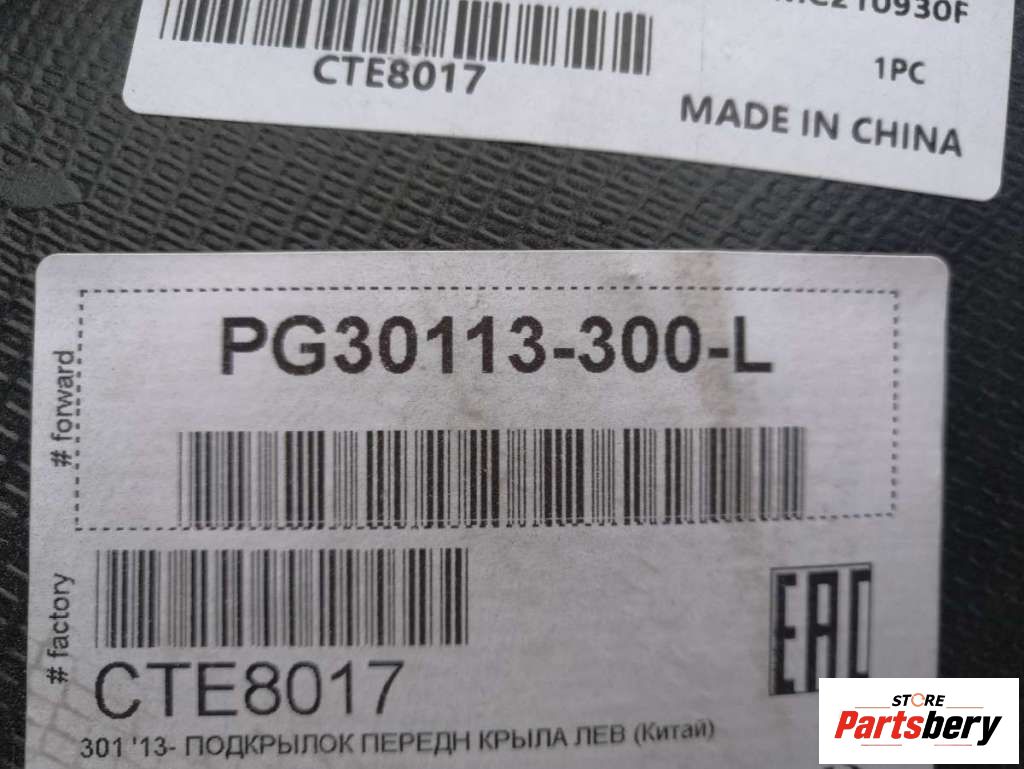 CTE8017
1PC
MADE IN CHINA
# forward
PG30113-300-L
# factory
CTE8017
EAC
301 '13- ПОДКРЫЛОК ПЕРЕДН КРЫЛА ЛЕВ (Китай)
STORE
Partsbery